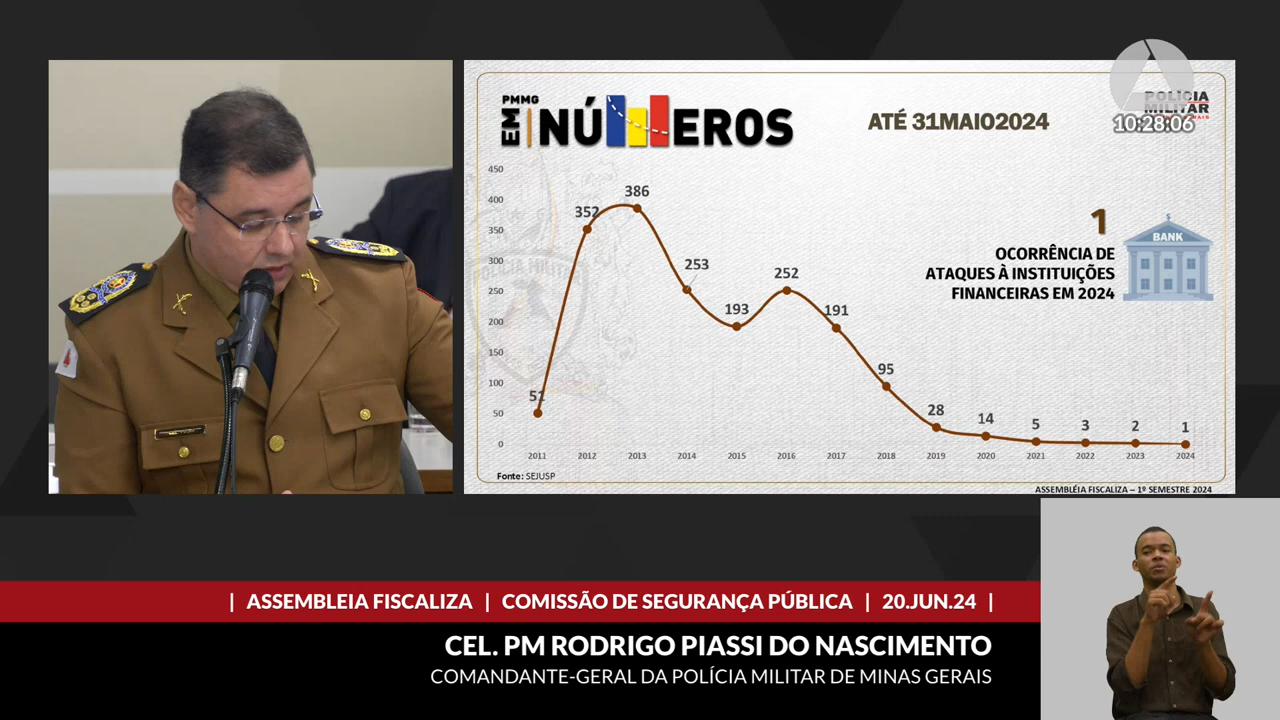 PMMG
EM NÚMEROS
ATÉ 31MAIO2024
POLÍCIA
MILITAR
10:28:06
450
400
350
300
250
200
150
100
50
0
51
352
386
253
193
252
191
95
28
14
5
3
2
1
2011
2012
2013
2014
2015
2016
2017
2018
2019
2020
2021
2022
2023
2024
1
OCORRÊNCIA DE
ATAQUES À INSTITUIÇÕES
FINANCEIRAS EM 2024
$
BANK
POLÍCIA MILITAR
Fonte: SEJUSP
ASSEMBLÉIA FISCALIZA – 1º SEMESTRE 2024
| ASSEMBLEIA FISCALIZA | COMISSÃO DE SEGURANÇA PÚBLICA | 20.JUN.24 |
CEL. PM RODRIGO PIASSI DO NASCIMENTO
COMANDANTE-GERAL DA POLÍCIA MILITAR DE MINAS GERAIS